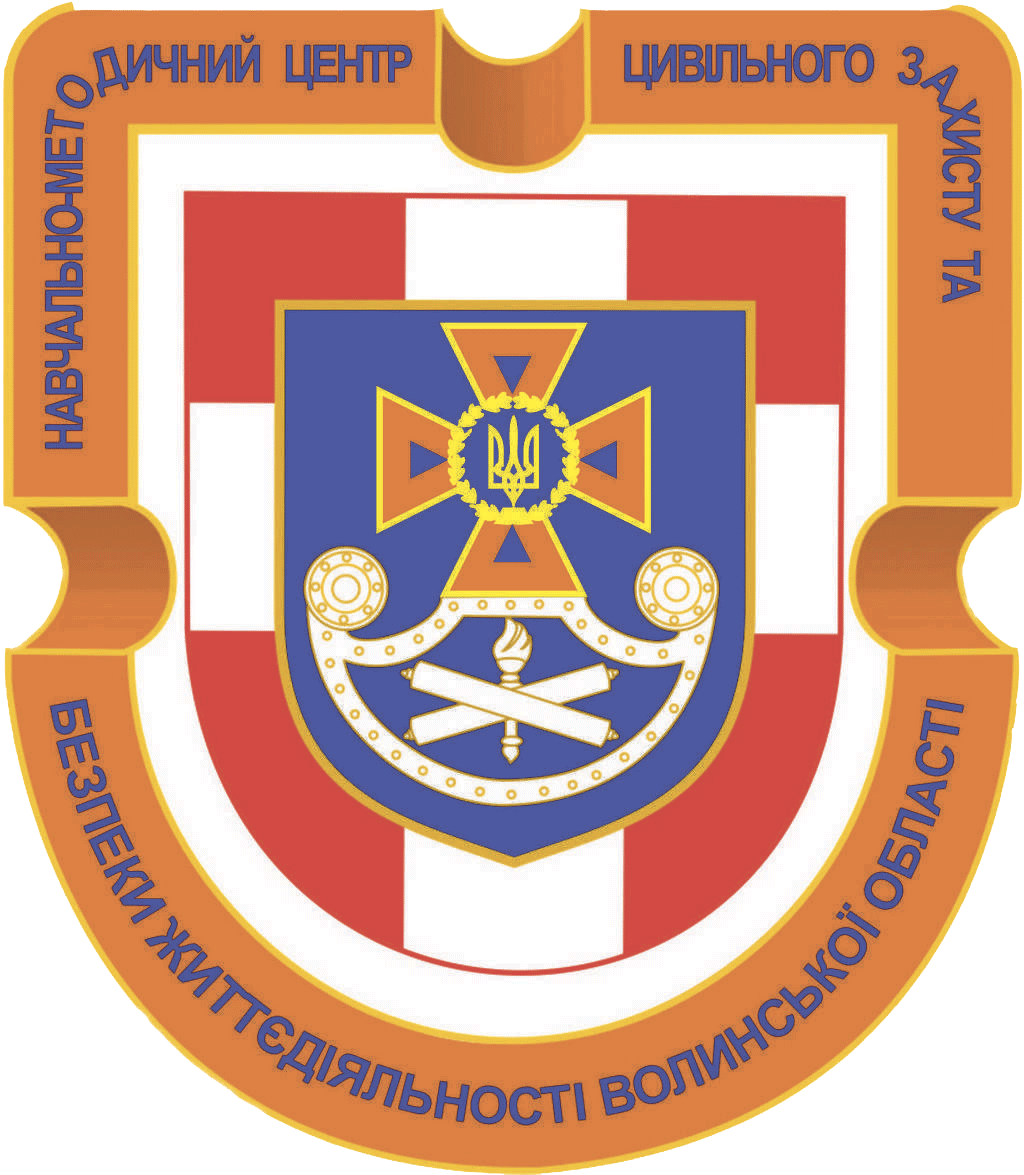 НАВЧАЛЬНО-МЕТОДИЧНИЙ ЦЕНТР
ЦИВІЛЬНОГО ЗАХИСТУ ТА
БЕЗПЕКИ ЖИТТЄДІЯЛЬНОСТІ ВОЛИНСЬКОЇ ОБЛАСТІ